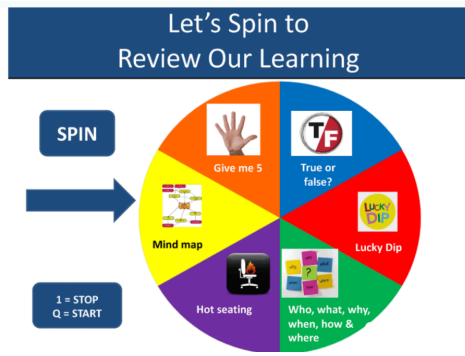 Let's Spin to
Review Our Learning
SPIN
Give me 5
True or
false?
TF
LUCKY
DIP
Mind map
Lucky Dip
?
Hot seating
Who, what, why,
when, how &
where
1 = STOP
Q = START